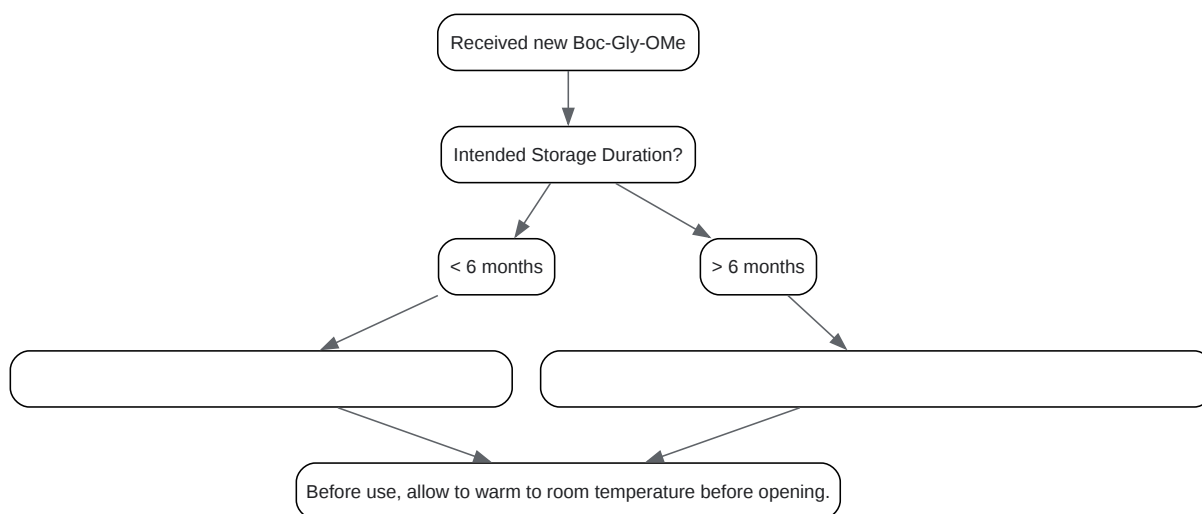 Received new Boc-Gly-OMe
Intended Storage Duration?
< 6 months
> 6 months
Before use, allow to warm to room temperature before opening.